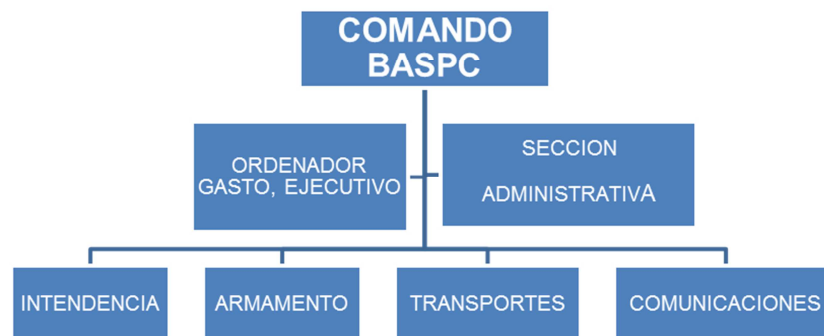 COMANDO
BASPC
ORDENADOR
GASTO, EJECUTIVO
SECCION
ADMINISTRATIVA
INTENDENCIA
ARMAMENTO
TRANSPORTES
COMUNICACIONES